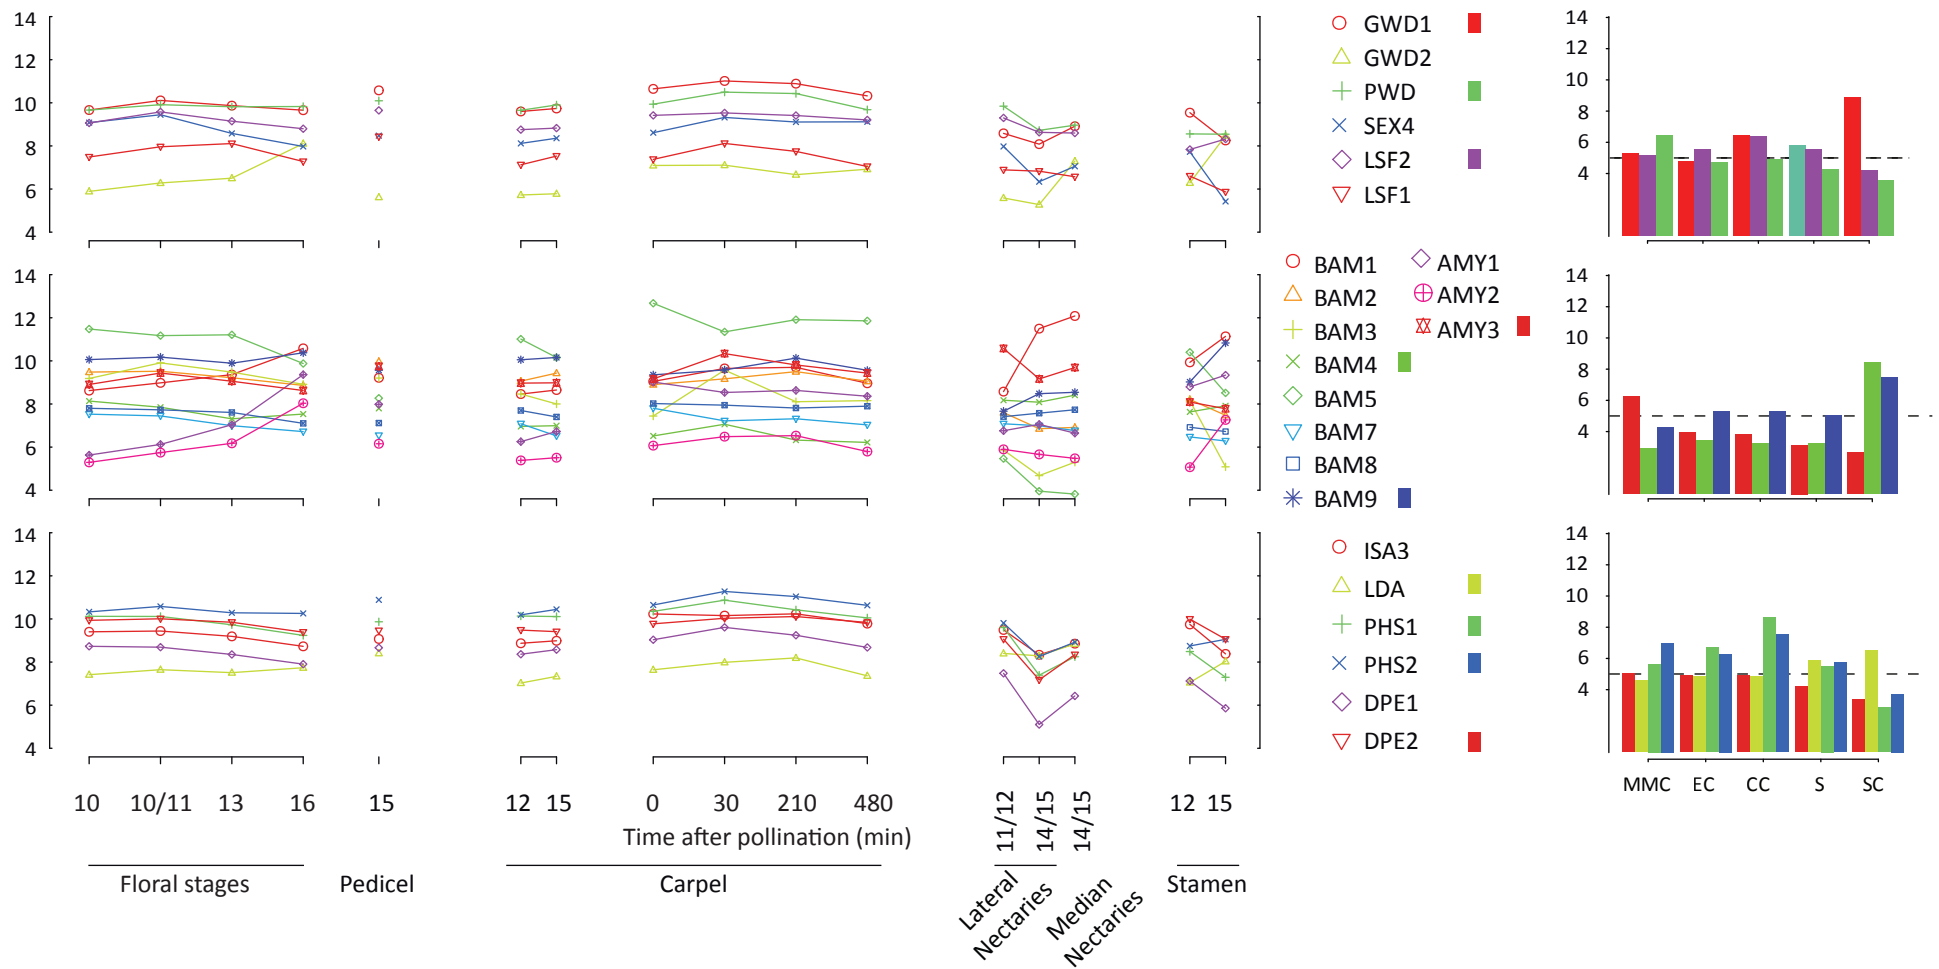 14
12
10
8
6
4
GWD1
GWD2
PWD
SEX4
LSF2
LSF1
14
12
10
8
6
4
14
12
10
8
6
4
BAM1
BAM2
BAM3
BAM4
BAM5
BAM7
BAM8
BAM9
AMY1
AMY2
AMY3
14
12
10
8
6
4
14
12
10
8
6
4
ISA3
LDA
PHS1
PHS2
DPE1
DPE2
14
12
10
8
6
4
MMC EC CC S SC
10 10/11 13 16 15 12 15 0 30 210 480 11/12 14/15 14/15 12 15
Time after pollination (min)
Floral stages Pedicel Carpel Stamen
Lateral
Nectaries
Median
Nectaries